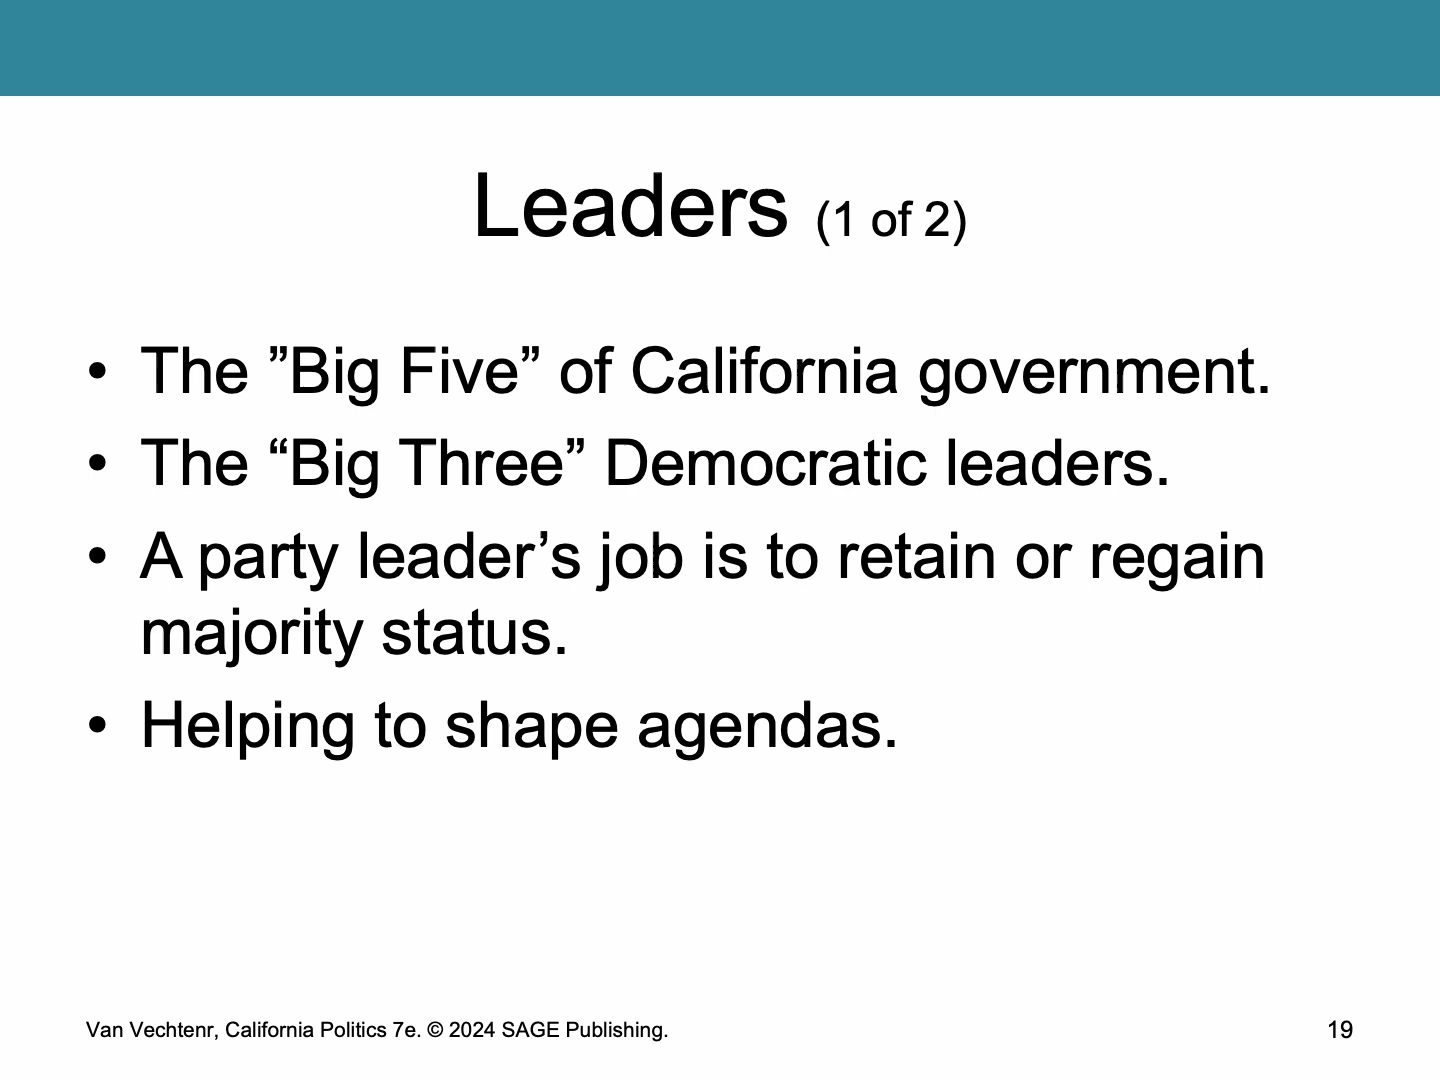 Leaders (1 of 2)
• The ”Big Five” of California government.
• The “Big Three” Democratic leaders.
• A party leader’s job is to retain or regain
majority status.
• Helping to shape agendas.
Van Vechtenr, California Politics 7e. © 2024 SAGE Publishing.
19